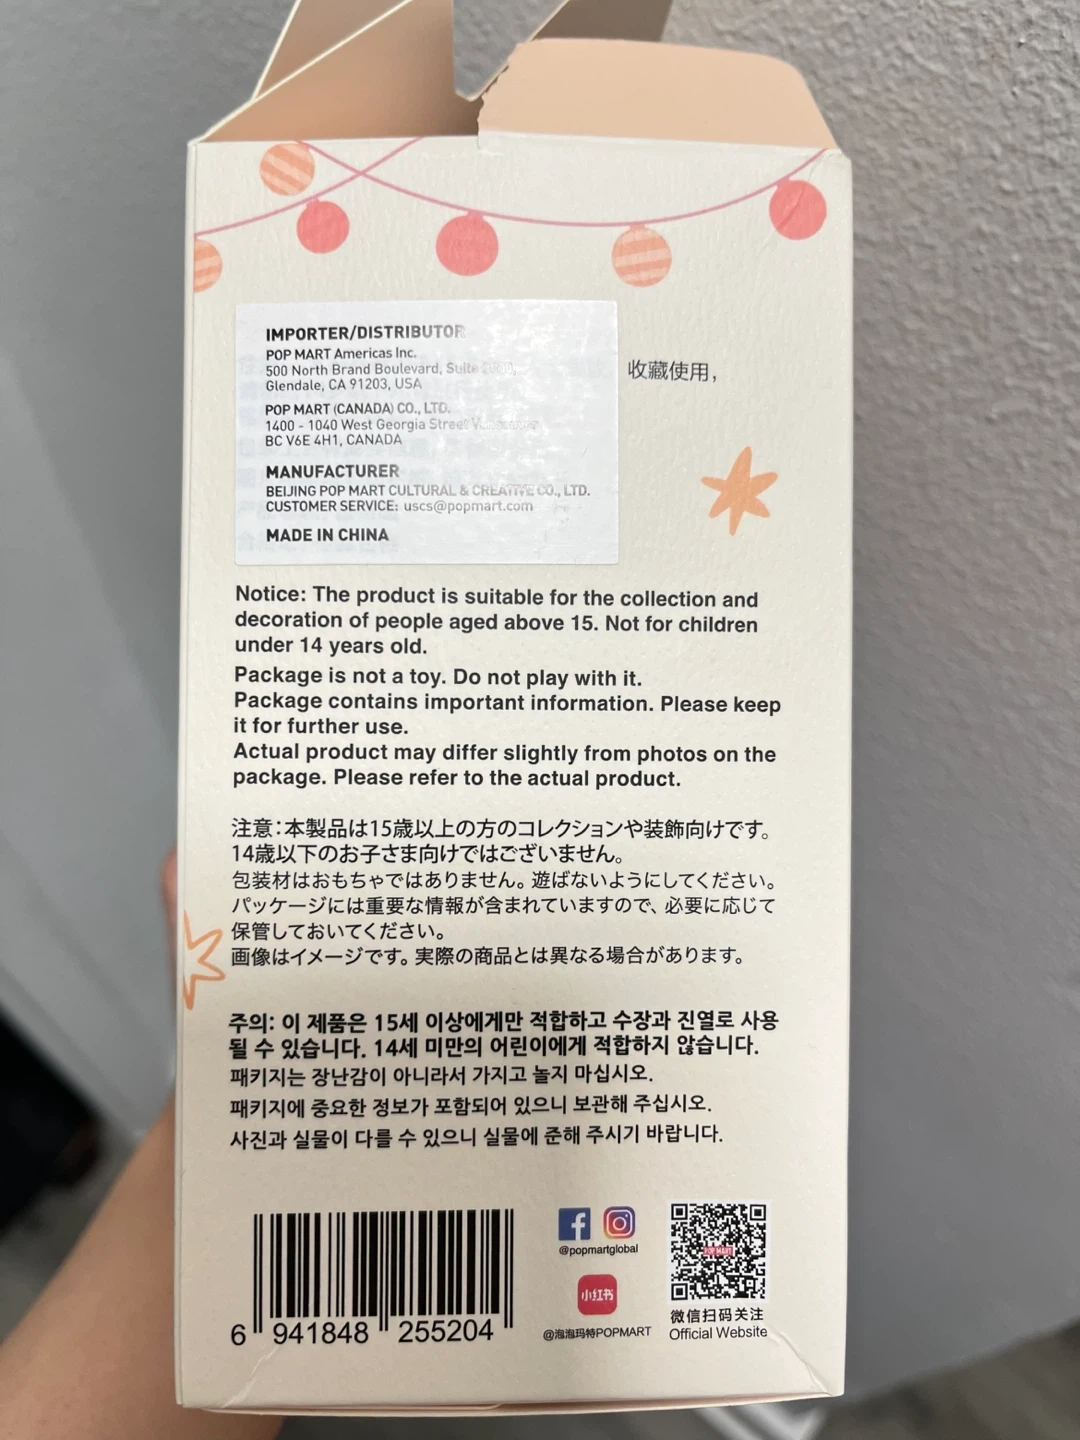 IMPORTER/DISTRIBUTOR
POP MART Americas Inc.
500 North Brand Boulevard, Suite
Glendale, CA 91203, USA
POP MART (CANADA) CO., LTD.
1400 - 1040 West Georgia Street Vancouver
BC V6E 4H1, CANADA
MANUFACTURER
BEIJING POP MART CULTURAL & CREATIVE CO., LTD.
CUSTOMER SERVICE: uscs@popmart.com
MADE IN CHINA
收藏使用，
Notice: The product is suitable for the collection and
decoration of people aged above 15. Not for children
under 14 years old.
Package is not a toy. Do not play with it.
Package contains important information. Please keep
it for further use.
Actual product may differ slightly from photos on the
package. Please refer to the actual product.
注意：本製品は15歳以上の方のコレクションや装飾向けです。
14歳以下のお子さま向けではございません。
包装材はおもちゃではありません。遊ばないようにしてください。
パッケージには重要な情報が含まれていますので、必要に応じて
保管しておいてください。
画像はイメージです。実際の商品とは異なる場合があります。
주의: 이 제품은 15세 이상에게만 적합하고 수장과 진열로 사용
될 수 있습니다. 14세 미만의 어린이에게 적합하지 않습니다.
패키지는 장난감이 아니라서 가지고 놀지 마십시오.
패키지에 중요한 정보가 포함되어 있으니 보관해 주십시오.
사진과 실물이 다를 수 있으니 실물에 준해 주시기 바랍니다.
6 941848 255204
@popmartglobal
小红书
@泡泡玛特POPMART
POP MART
微信扫码关注
Official Website